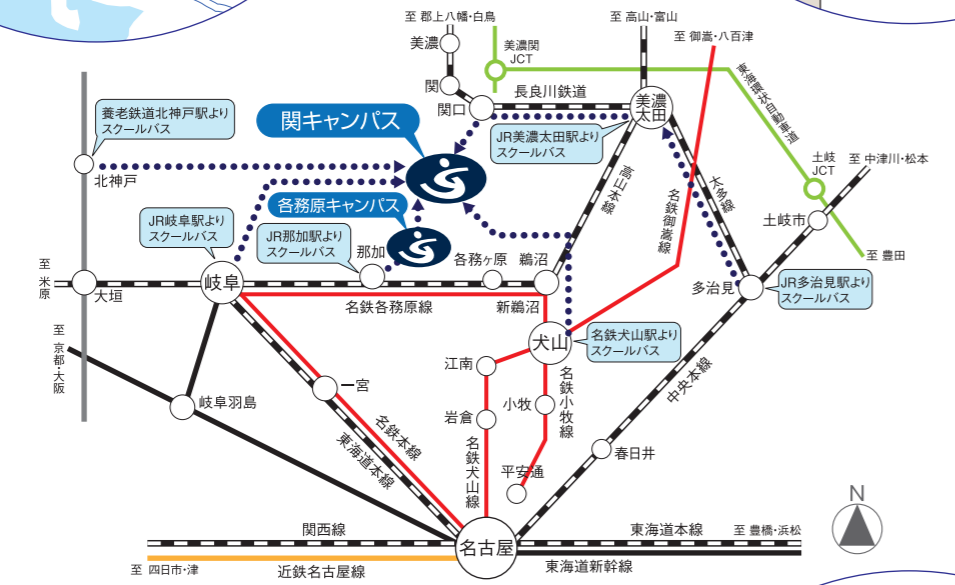 至 郡上八幡・白鳥
至 高山・富山
至 御嵩・八百津
美濃
美濃関
JCT
東海環状自動車道
関
長良川鉄道
関口
美濃
太田
養老鉄道北神戸駅より
スクールバス
関キャンパス
JR美濃太田駅より
スクールバス
土岐
JCT
至 中津川・松本
北神戸
高山本線
名鉄御嵩線
太多線
各務原キャンパス
土岐市
JR岐阜駅より
スクールバス
JR那加駅より
スクールバス
那加
各務ヶ原
鵜沼
至 豊田
至 米原
大垣
岐阜
多治見
JR多治見駅より
スクールバス
名鉄各務原線
新鵜沼
至 京都・大阪
犬山
名鉄犬山駅より
スクールバス
江南
名鉄小牧線
中央本線
一宮
小牧
岐阜羽島
岩倉
名鉄本線
東海道本線
名鉄犬山線
春日井
平安通
N
関西線
名古屋
東海道本線
至 豊橋・浜松
至 四日市・津
近鉄名古屋線
東海道新幹線